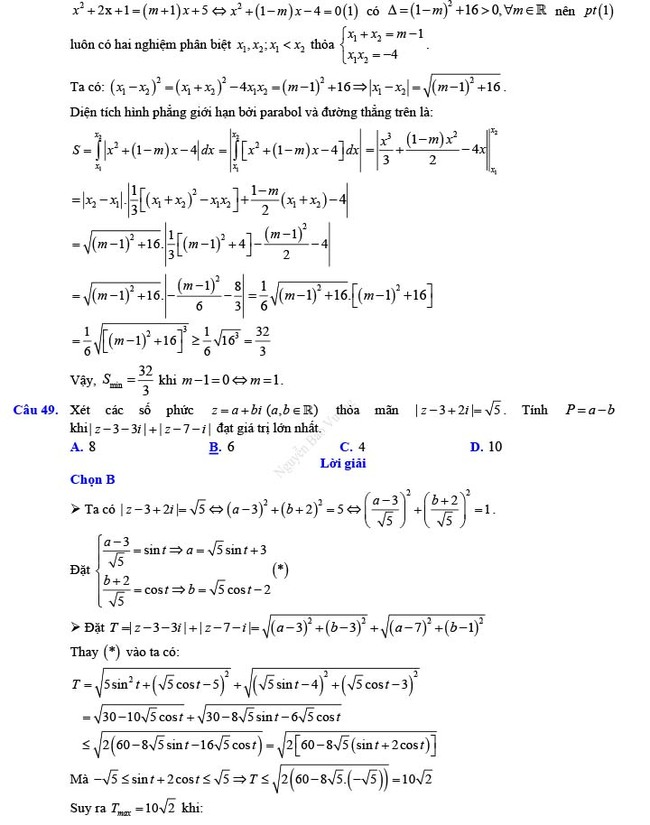 x² + 2x + 1 = (m+1)x + 5 ⇔ x² + (1−m)x − 4 = 0 (1) có Δ = (1−m)² + 16 > 0, ∀m ∈ ℝ nên pt(1)
luôn có hai nghiệm phân biệt x₁, x₂; x₁ < x₂ thỏa { x₁ + x₂ = m − 1
x₁x₂ = −4 .
Ta có: (x₁ − x₂)² = (x₁ + x₂)² − 4x₁x₂ = (m−1)² + 16 ⇒ |x₁ − x₂| = √((m−1)² + 16) .
Diện tích hình phẳng giới hạn bởi parabol và đường thẳng trên là:
S = ∫_{x₁}^{x₂} |x² + (1−m)x − 4| dx = |∫_{x₁}^{x₂} [x² + (1−m)x − 4] dx| = |x³/3 + (1−m)x²/2 − 4x| |_{x₁}^{x₂}
= |x₂ − x₁|.|1/3[(x₁ + x₂)² − x₁x₂] + (1−m)/2 (x₁ + x₂) − 4|
= √((m−1)² + 16).|1/3[(m−1)² + 4] − (m−1)²/2 − 4|
= √((m−1)² + 16).|−(m−1)²/6 − 8/3| = 1/6 √((m−1)² + 16).[(m−1)² + 16]
= 1/6 √([(m−1)² + 16]³) ≥ 1/6 √(16³) = 32/3
Vậy, S_min = 32/3 khi m − 1 = 0 ⇔ m = 1.
Câu 49. Xét các số phức z = a + bi (a, b ∈ ℝ) thỏa mãn |z − 3 + 2i| = √5. Tính P = a − b
khi |z − 3 − 3i| + |z − 7 − i| đạt giá trị lớn nhất.
A. 8 B. 6 C. 4 D. 10
Lời giải
Chọn B
➢ Ta có |z − 3 + 2i| = √5 ⇔ (a−3)² + (b+2)² = 5 ⇔ ((a−3)/√5)² + ((b+2)/√5)² = 1.
Đặt { (a−3)/√5 = sin t ⇒ a = √5 sin t + 3
(b+2)/√5 = cos t ⇒ b = √5 cos t − 2 (*)
➢ Đặt T = |z − 3 − 3i| + |z − 7 − i| = √((a−3)² + (b−3)²) + √((a−7)² + (b−1)²)
Thay (*) vào ta có:
T = √(5sin² t + (√5 cos t − 5)²) + √((√5 sin t − 4)² + (√5 cos t − 3)²)
= √(30 − 10√5 cos t) + √(30 − 8√5 sin t − 6√5 cos t)
≤ √(2(60 − 8√5 sin t − 16√5 cos t)) = √(2[60 − 8√5 (sin t + 2cos t)])
Mà −√5 ≤ sin t + 2cos t ≤ √5 ⇒ T ≤ √(2(60 − 8√5.(−√5))) = 10√2
Suy ra T_max = 10√2 khi: